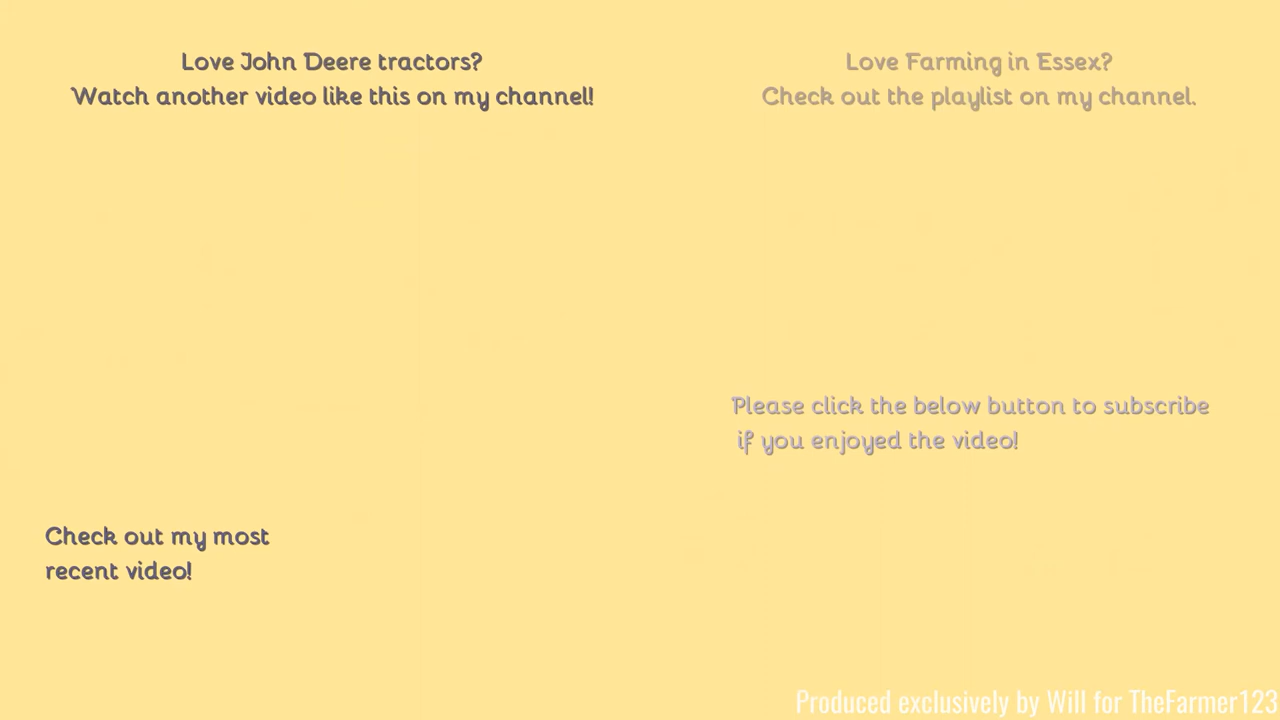 Love John Deere tractors?
Watch another video like this on my channel!
Love Farming in Essex?
Check out the playlist on my channel.
Please click the below button to subscribe
if you enjoyed the video!
Check out my most
recent video!
Produced exclusively by Will for TheFarmer123